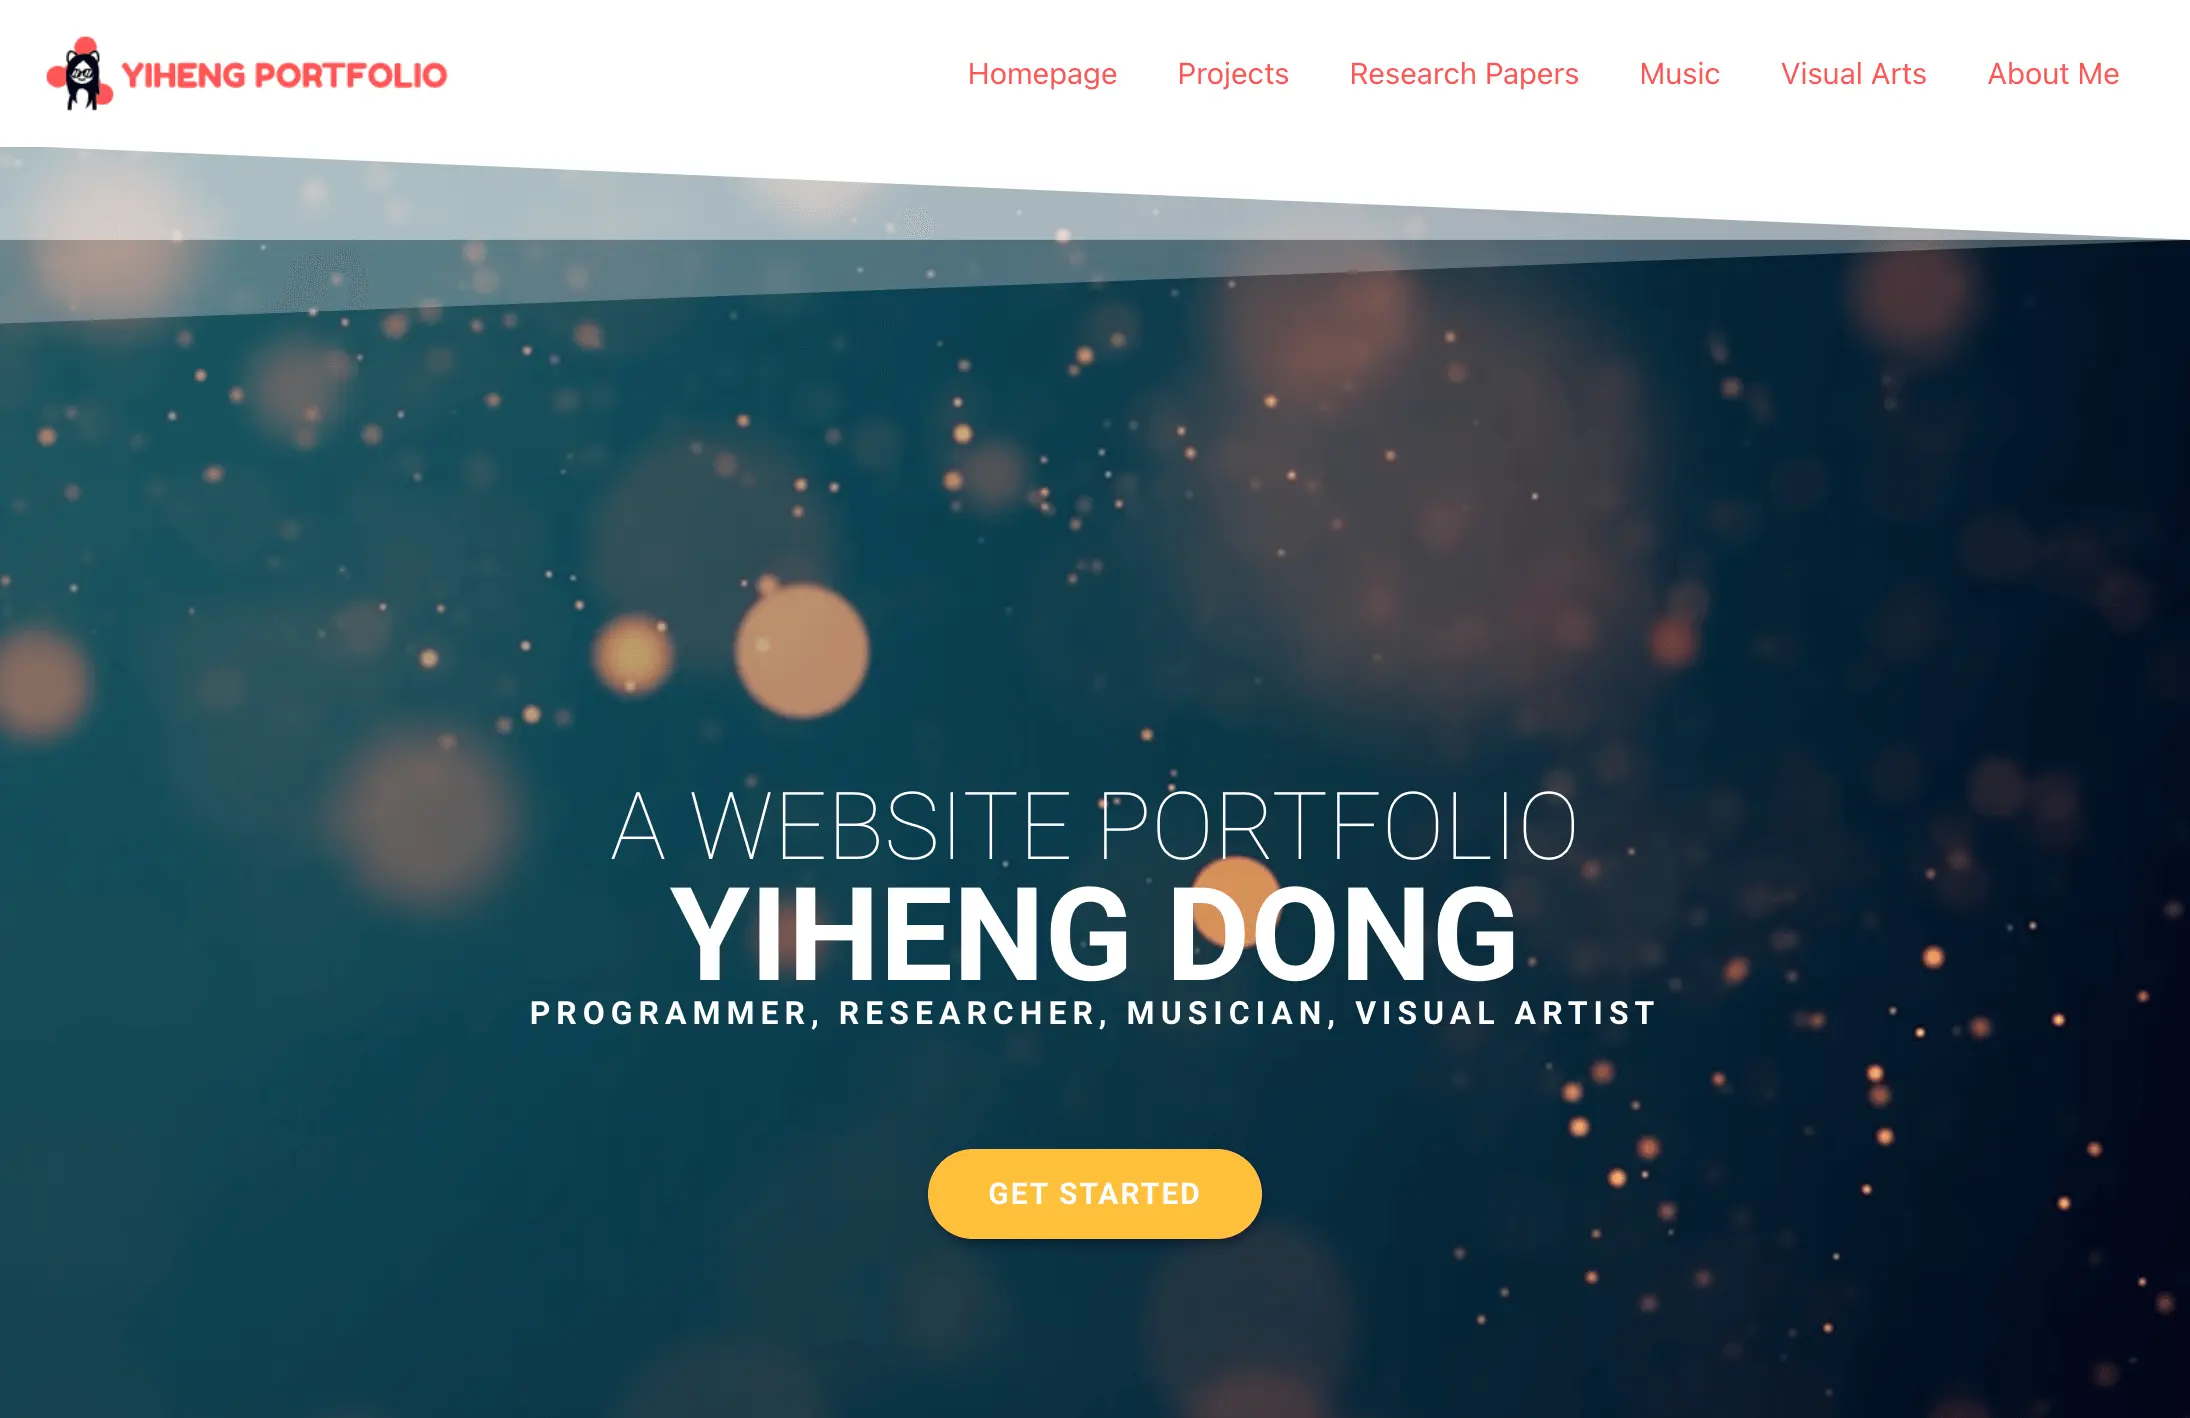 YIHENG PORTFOLIO
Homepage Projects Research Papers Music Visual Arts About Me
A WEBSITE PORTFOLIO
YIHENG DONG
PROGRAMMER, RESEARCHER, MUSICIAN, VISUAL ARTIST
GET STARTED